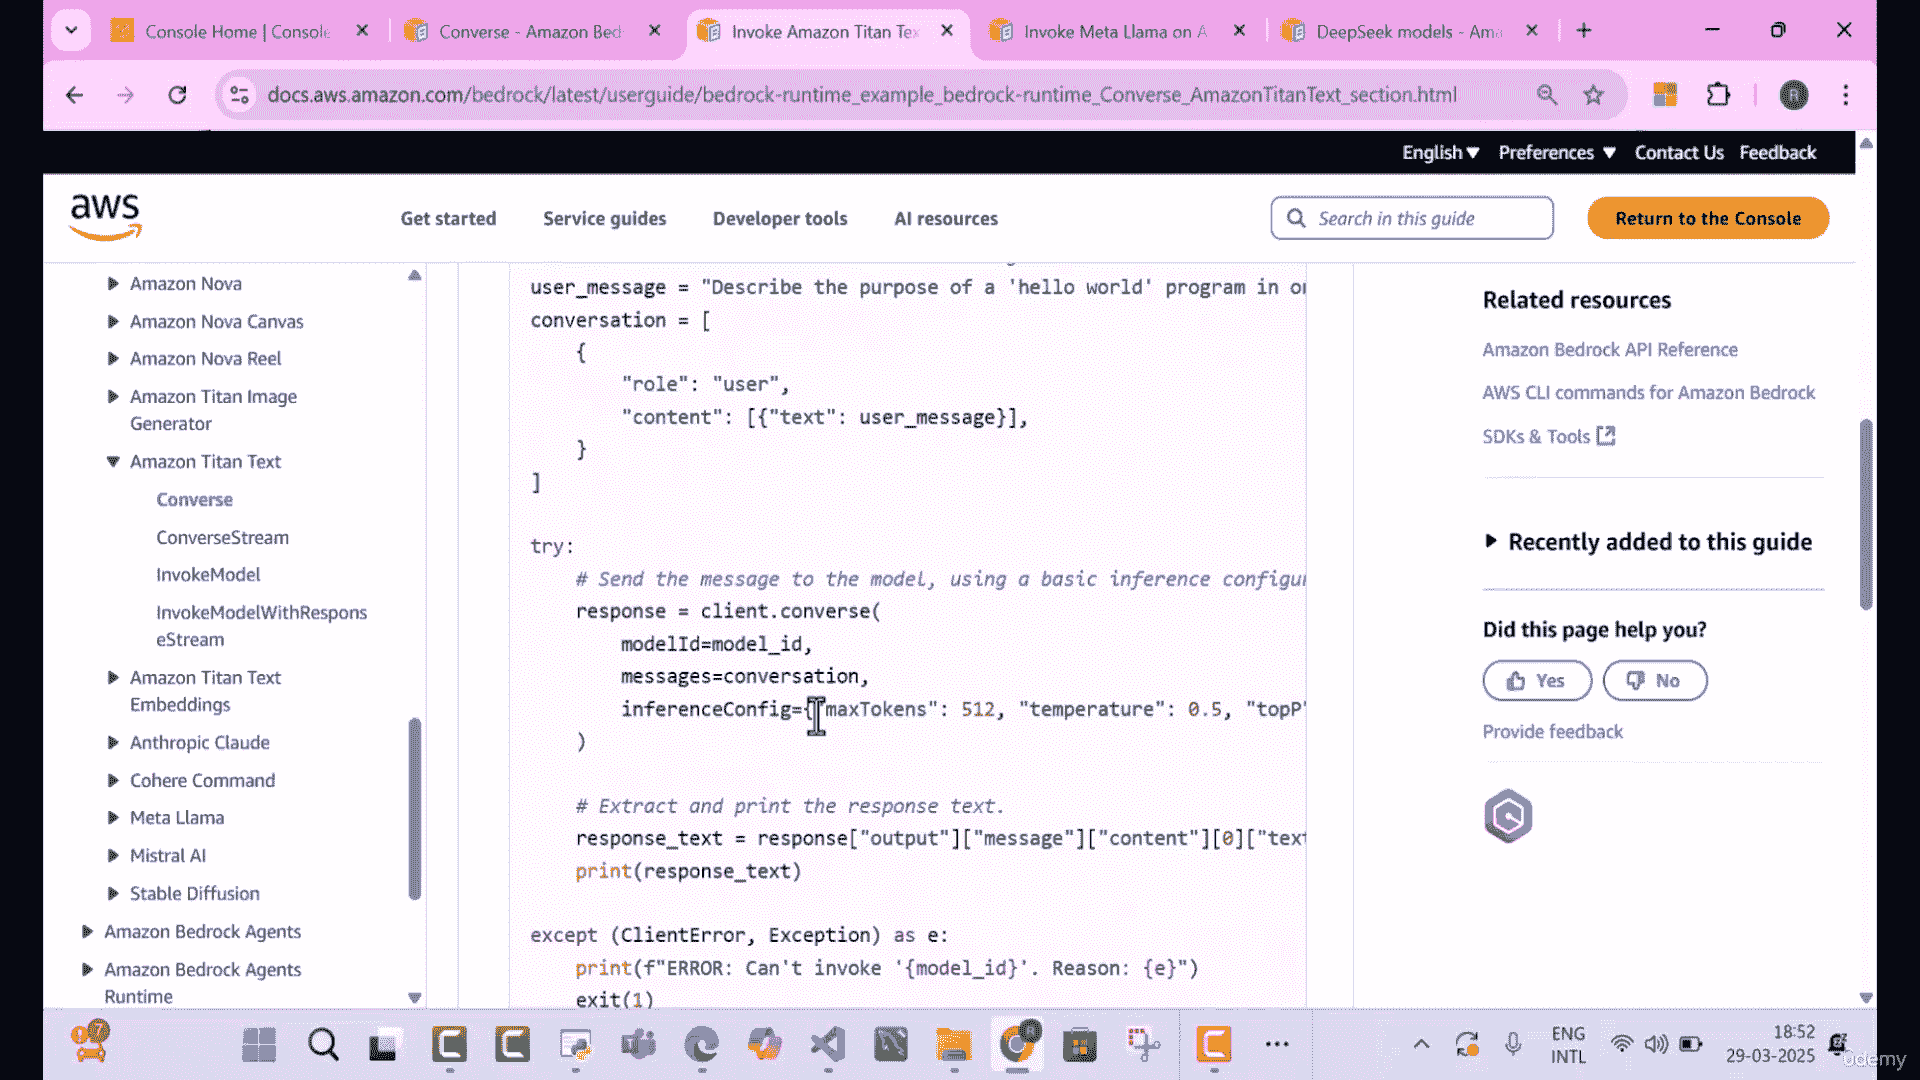 Console Home | Console
Converse - Amazon Bed
Invoke Amazon Titan Tex
Invoke Meta Llama on A
DeepSeek models - Ama
docs.aws.amazon.com/bedrock/latest/userguide/bedrock-runtime_example_bedrock-runtime_Converse_AmazonTitanText_section.html
R
English
Preferences
Contact Us
Feedback
aws
Get started
Service guides
Developer tools
AI resources
Search in this guide
Return to the Console
Amazon Nova
Amazon Nova Canvas
Amazon Nova Reel
Amazon Titan Image
Generator
Amazon Titan Text
Converse
ConverseStream
InvokeModel
InvokeModelWithRespons
eStream
Amazon Titan Text
Embeddings
Anthropic Claude
Cohere Command
Meta Llama
Mistral AI
Stable Diffusion
Amazon Bedrock Agents
Amazon Bedrock Agents
Runtime
user_message = "Describe the purpose of a 'hello world' program in
conversation = [
{
"role": "user",
"content": [{"text": user_message}],
}
]
try:
# Send the message to the model, using a basic inference configu
response = client.converse(
modelId=model_id,
messages=conversation,
inferenceConfig={"maxTokens": 512, "temperature": 0.5, "topP"
)
# Extract and print the response text.
response_text = response["output"]["message"]["content"][0]["text
print(response_text)
except (ClientError, Exception) as e:
print(f"ERROR: Can't invoke '{model_id}'. Reason: {e}")
exit(1)
Related resources
Amazon Bedrock API Reference
AWS CLI commands for Amazon Bedrock
SDKs & Tools
Recently added to this guide
Did this page help you?
Yes
No
Provide feedback
ENG
INTL
18:52
29-03-2025
udemy